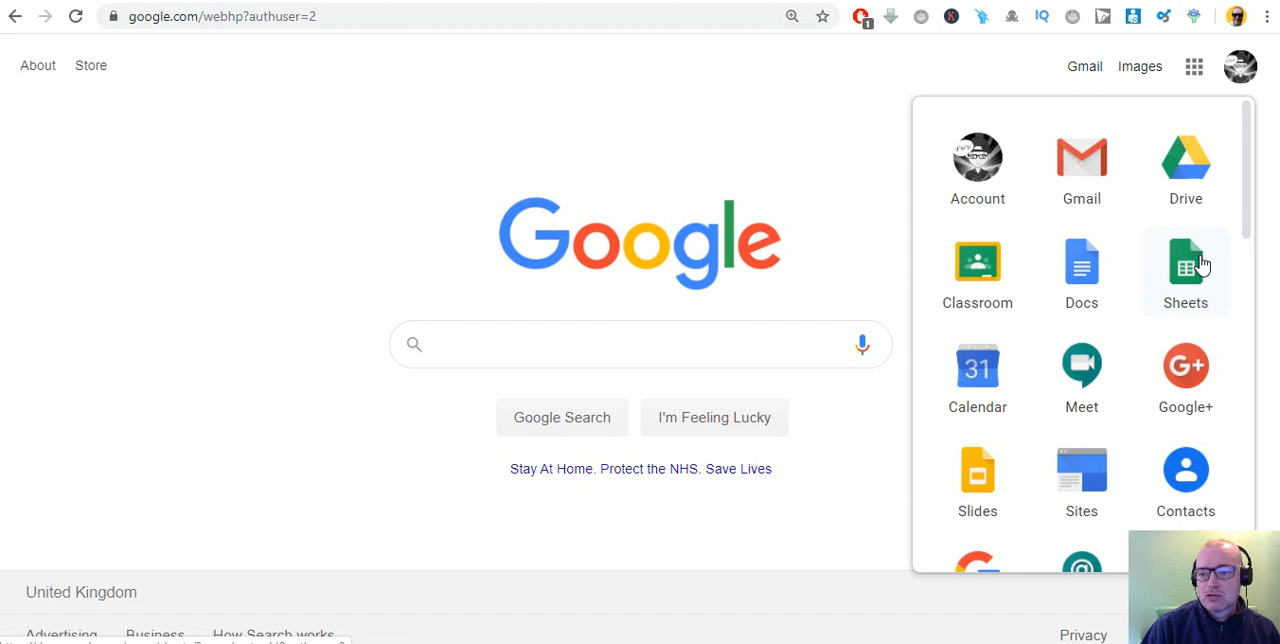 google.com/webhp?authuser=2
1
K
IQ
About Store
Gmail Images
Account Gmail Drive
Google
Classroom Docs Sheets
31
G+
Calendar Meet Google+
Google Search I'm Feeling Lucky
Stay At Home. Protect the NHS. Save Lives
Slides Sites Contacts
United Kingdom
Advertising Business How Search works
Privacy